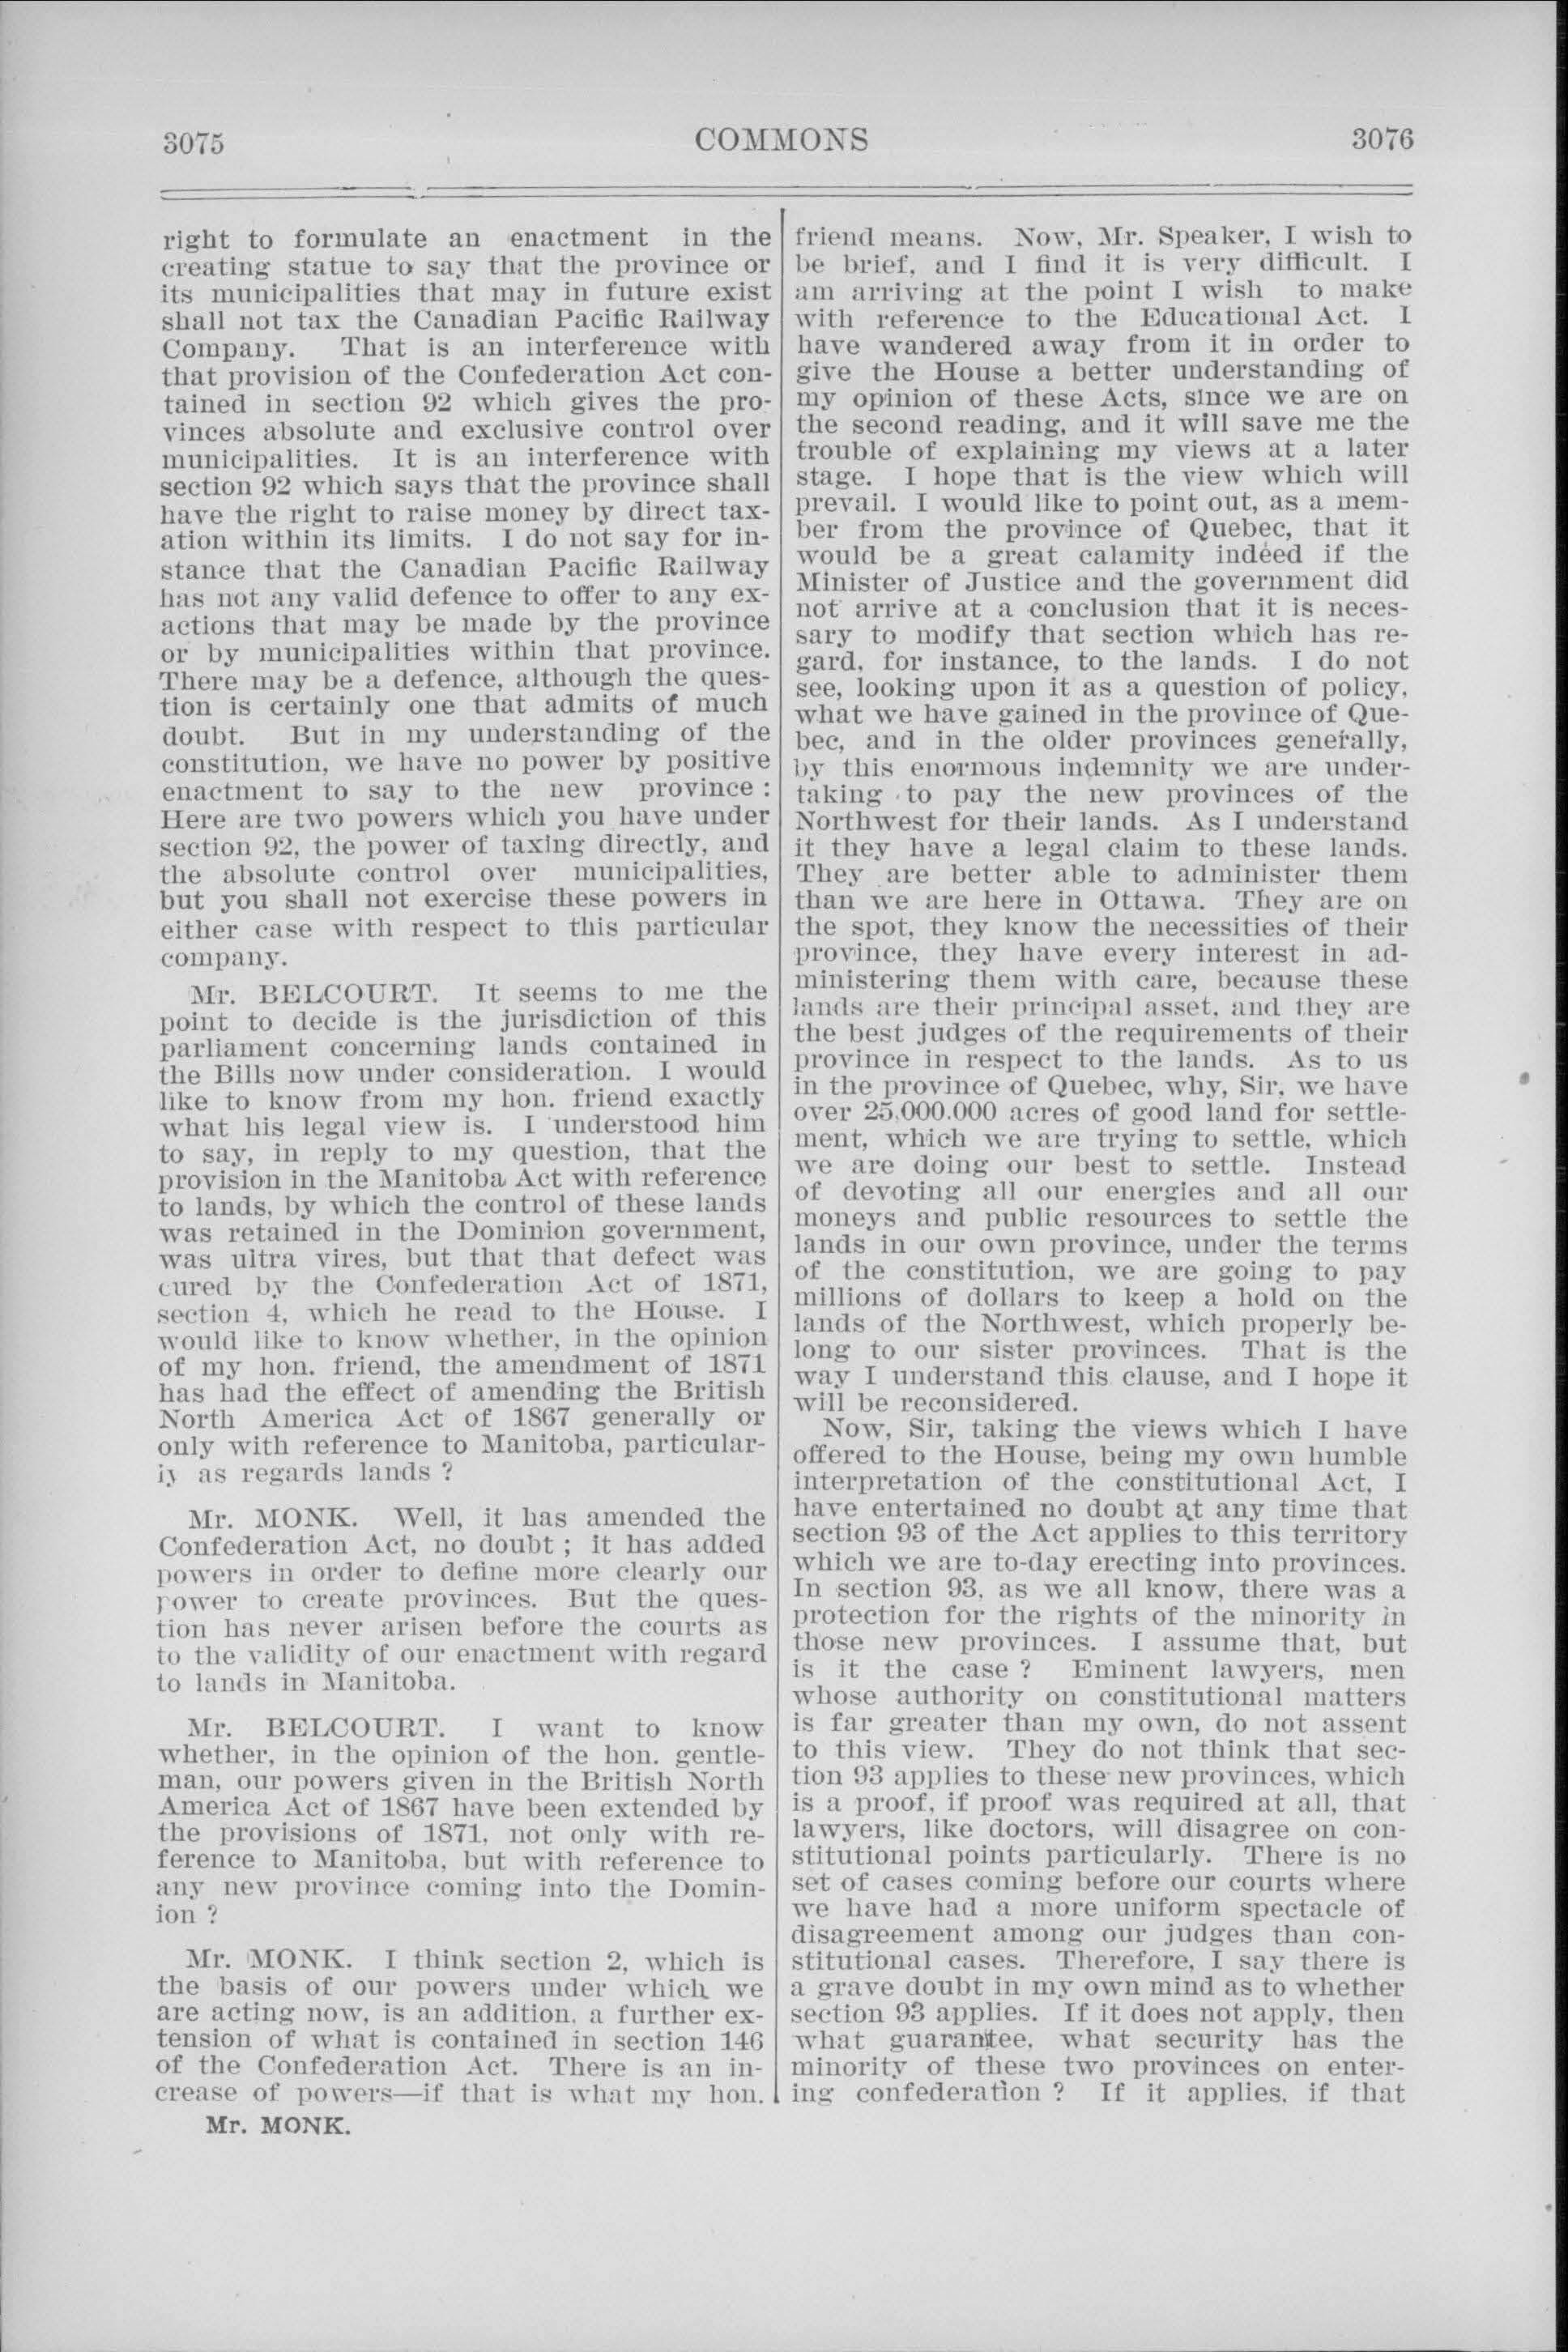 3075
COMMONS
3076
right to formulate an enactment in the
creating statue to say that the province or
its municipalities that may in future exist
shall not tax the Canadian Pacific Railway
Company. That is an interference with
that provision of the Confederation Act con-
tained in section 92 which gives the pro-
vinces absolute and exclusive control over
municipalities. It is an interference with
section 92 which says that the province shall
have the right to raise money by direct tax-
ation within its limits. I do not say for in-
stance that the Canadian Pacific Railway
has not any valid defence to offer to any ex-
actions that may be made by the province
or by municipalities within that province.
There may be a defence, although the ques-
tion is certainly one that admits of much
doubt. But in my understanding of the
constitution, we have no power by positive
enactment to say to the new province :
Here are two powers which you have under
section 92, the power of taxing directly, and
the absolute control over municipalities,
but you shall not exercise these powers in
either case with respect to this particular
company.
Mr. BELCOURT. It seems to me the
point to decide is the jurisdiction of this
parliament concerning lands contained in
the Bills now under consideration. I would
like to know from my hon. friend exactly
what his legal view is. I understood him
to say, in reply to my question, that the
provision in the Manitoba Act with reference
to lands, by which the control of these lands
was retained in the Dominion government,
was ultra vires, but that that defect was
cured by the Confederation Act of 1871,
section 4, which he read to the House. I
would like to know whether, in the opinion
of my hon. friend, the amendment of 1871
has had the effect of amending the British
North America Act of 1867 generally or
only with reference to Manitoba, particular-
ly as regards lands ?
Mr. MONK. Well, it has amended the
Confederation Act, no doubt ; it has added
powers in order to define more clearly our
power to create provinces. But the ques-
tion has never arisen before the courts as
to the validity of our enactment with regard
to lands in Manitoba.
Mr. BELCOURT. I want to know
whether, in the opinion of the hon. gentle-
man, our powers given in the British North
America Act of 1867 have been extended by
the provisions of 1871, not only with re-
ference to Manitoba, but with reference to
any new province coming into the Domin-
ion ?
Mr. MONK. I think section 2, which is
the basis of our powers under which we
are acting now, is an addition, a further ex-
tension of what is contained in section 146
of the Confederation Act. There is an in-
crease of powers—if that is what my hon.
Mr. MONK.
friend means. Now, Mr. Speaker, I wish to
be brief, and I find it is very difficult. I
am arriving at the point I wish to make
with reference to the Educational Act. I
have wandered away from it in order to
give the House a better understanding of
my opinion of these Acts, since we are on
the second reading, and it will save me the
trouble of explaining my views at a later
stage. I hope that is the view which will
prevail. I would like to point out, as a mem-
ber from the province of Quebec, that it
would be a great calamity indeed if the
Minister of Justice and the government did
not arrive at a conclusion that it is neces-
sary to modify that section which has re-
gard, for instance, to the lands. I do not
see, looking upon it as a question of policy,
what we have gained in the province of Que-
bec, and in the older provinces generally,
by this enormous indemnity we are under-
taking to pay the new provinces of the
Northwest for their lands. As I understand
it they have a legal claim to these lands.
They are better able to administer them
than we are here in Ottawa. They are on
the spot, they know the necessities of their
province, they have every interest in ad-
ministering them with care, because these
lands are their principal asset, and they are
the best judges of the requirements of their
province in respect to the lands. As to us
in the province of Quebec, why, Sir, we have
over 25,000,000 acres of good land for settle-
ment, which we are trying to settle, which
we are doing our best to settle. Instead
of devoting all our energies and all our
moneys and public resources to settle the
lands in our own province, under the terms
of the constitution, we are going to pay
millions of dollars to keep a hold on the
lands of the Northwest, which properly be-
long to our sister provinces. That is the
way I understand this clause, and I hope it
will be reconsidered.
Now, Sir, taking the views which I have
offered to the House, being my own humble
interpretation of the constitutional Act, I
have entertained no doubt at any time that
section 93 of the Act applies to this territory
which we are to-day erecting into provinces.
In section 93, as we all know, there was a
protection for the rights of the minority in
those new provinces. I assume that, but
is it the case ? Eminent lawyers, men
whose authority on constitutional matters
is far greater than my own, do not assent
to this view. They do not think that sec-
tion 93 applies to these new provinces, which
is a proof, if proof was required at all, that
lawyers, like doctors, will disagree on con-
stitutional points particularly. There is no
set of cases coming before our courts where
we have had a more uniform spectacle of
disagreement among our judges than con-
stitutional cases. Therefore, I say there is
a grave doubt in my own mind as to whether
section 93 applies. If it does not apply, then
what guarantee, what security has the
minority of these two provinces on enter-
ing confederation ? If it applies, if that